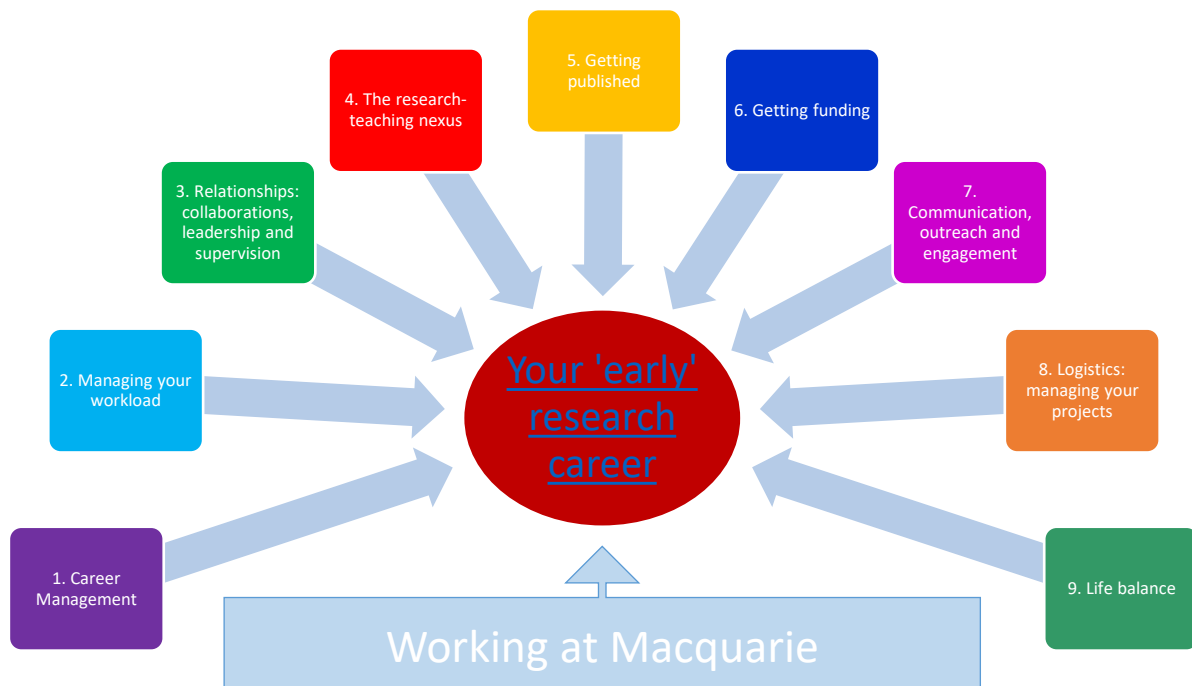 1. Career
Management
2. Managing your
workload
3. Relationships:
collaborations,
leadership and
supervision
4. The research-
teaching nexus
5. Getting
published
6. Getting funding
7.
Communication,
outreach and
engagement
8. Logistics:
managing your
projects
9. Life balance
Your 'early'
research
career
Working at Macquarie